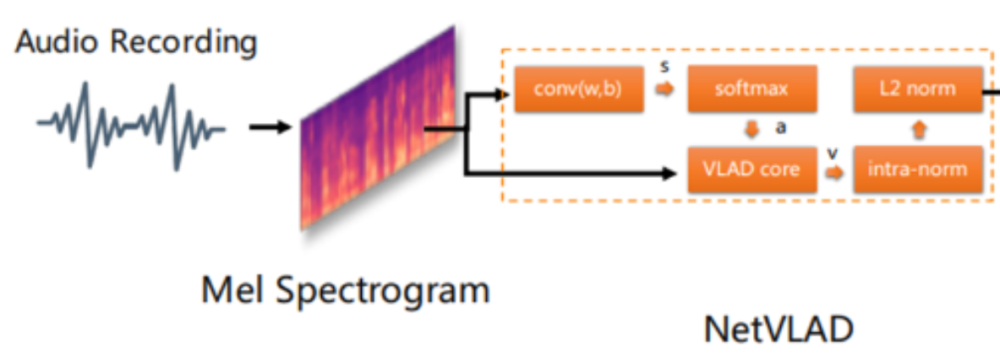 Audio Recording
conv(w,b)
s
softmax
L2 norm
a
VLAD core
v
intra-norm
Mel Spectrogram
NetVLAD